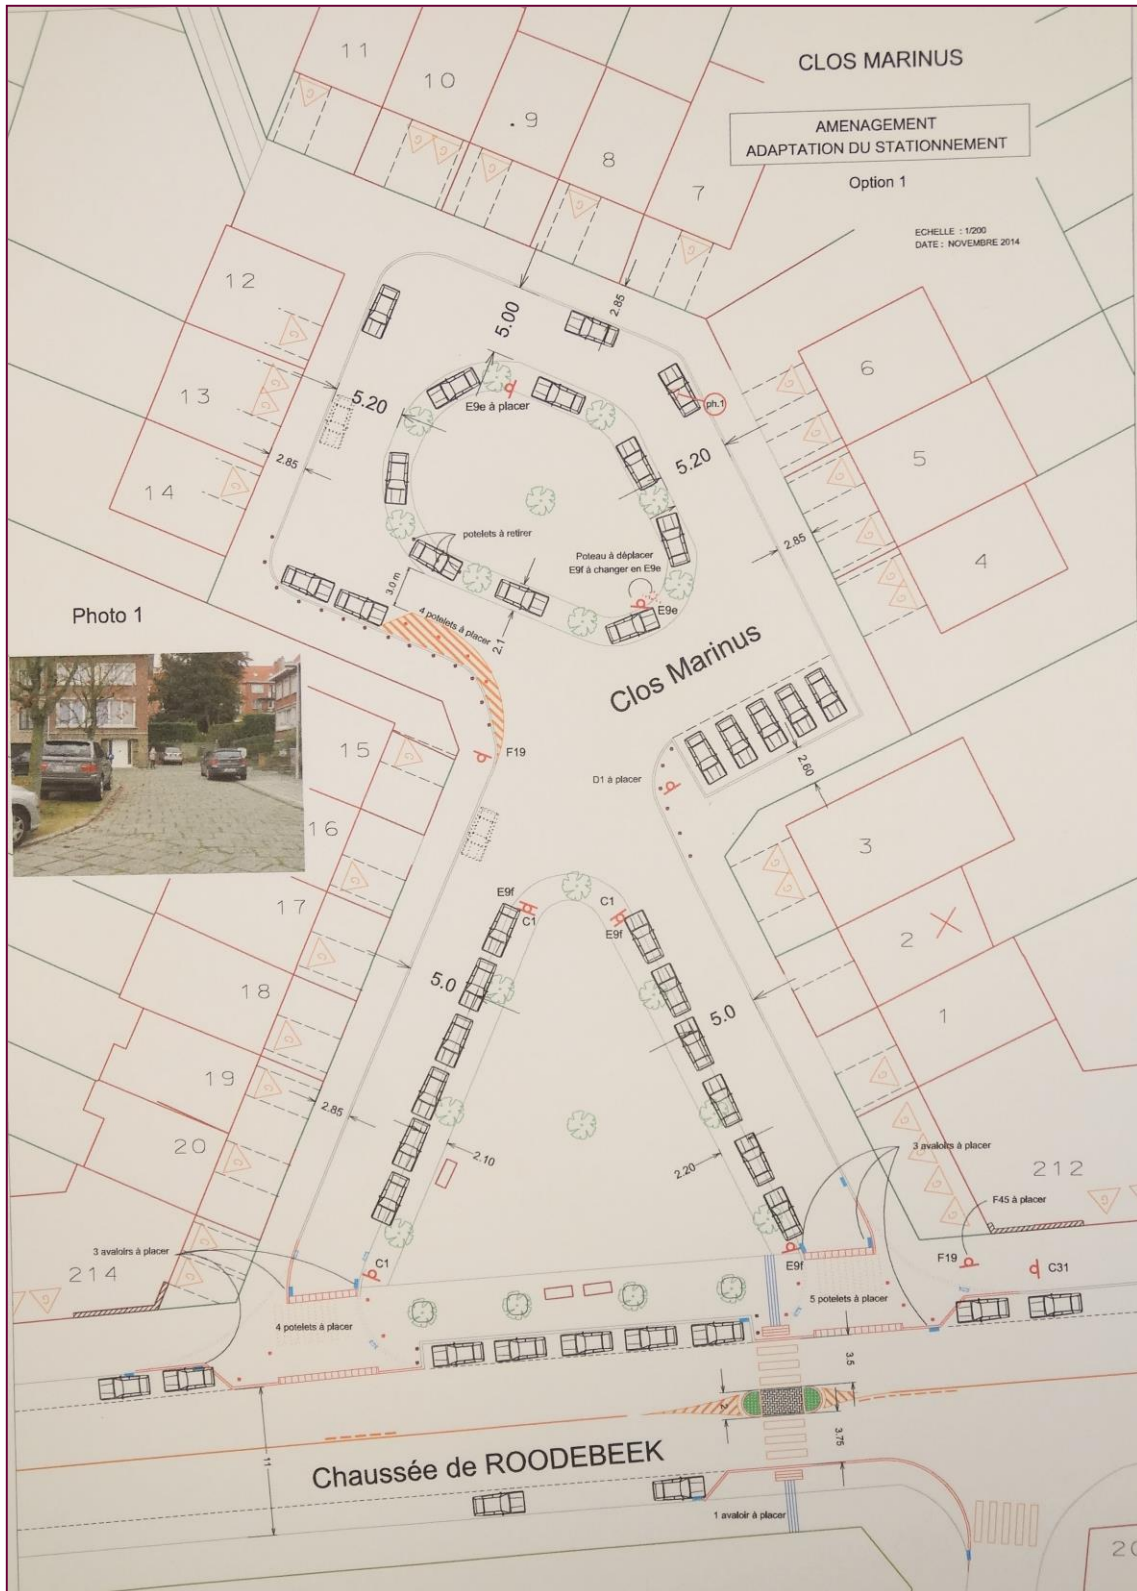 CLOS MARINUS
AMENAGEMENT
ADAPTATION DU STATIONNEMENT
Option 1
ECHELLE : 1/200
DATE : NOVEMBRE 2014
11
10
.9
8
7
G
G
G
G
G
G
2.85
12
5.00
6
G
13
5.20
E9e à placer
ph.1
G
G
G
G
5.20
5
2.85
14
G
G
potelets à retirer
Poteau à déplacer
E9f à changer en E9e
2.85
4
G
G
3.0 m
4 potelets à placer
E9e
2.1
Photo 1
Clos Marinus
15
G
F19
D1 à placer
2.60
16
G
3
G
G
17
G
E9f
C1
C1
E9f
2
18
G
5.0
5.0
1
19
G
2.85
G
20
G
2.10
2.20
3 avaloirs à placer
212
G
G
G
G
G
G
F45 à placer
3 avaloirs à placer
214
G
G
G
C1
E9f
F19
C31
4 potelets à placer
5 potelets à placer
3.5
2.
3.75
11
Chaussée de ROODEBEEK
1 avaloir à placer
20